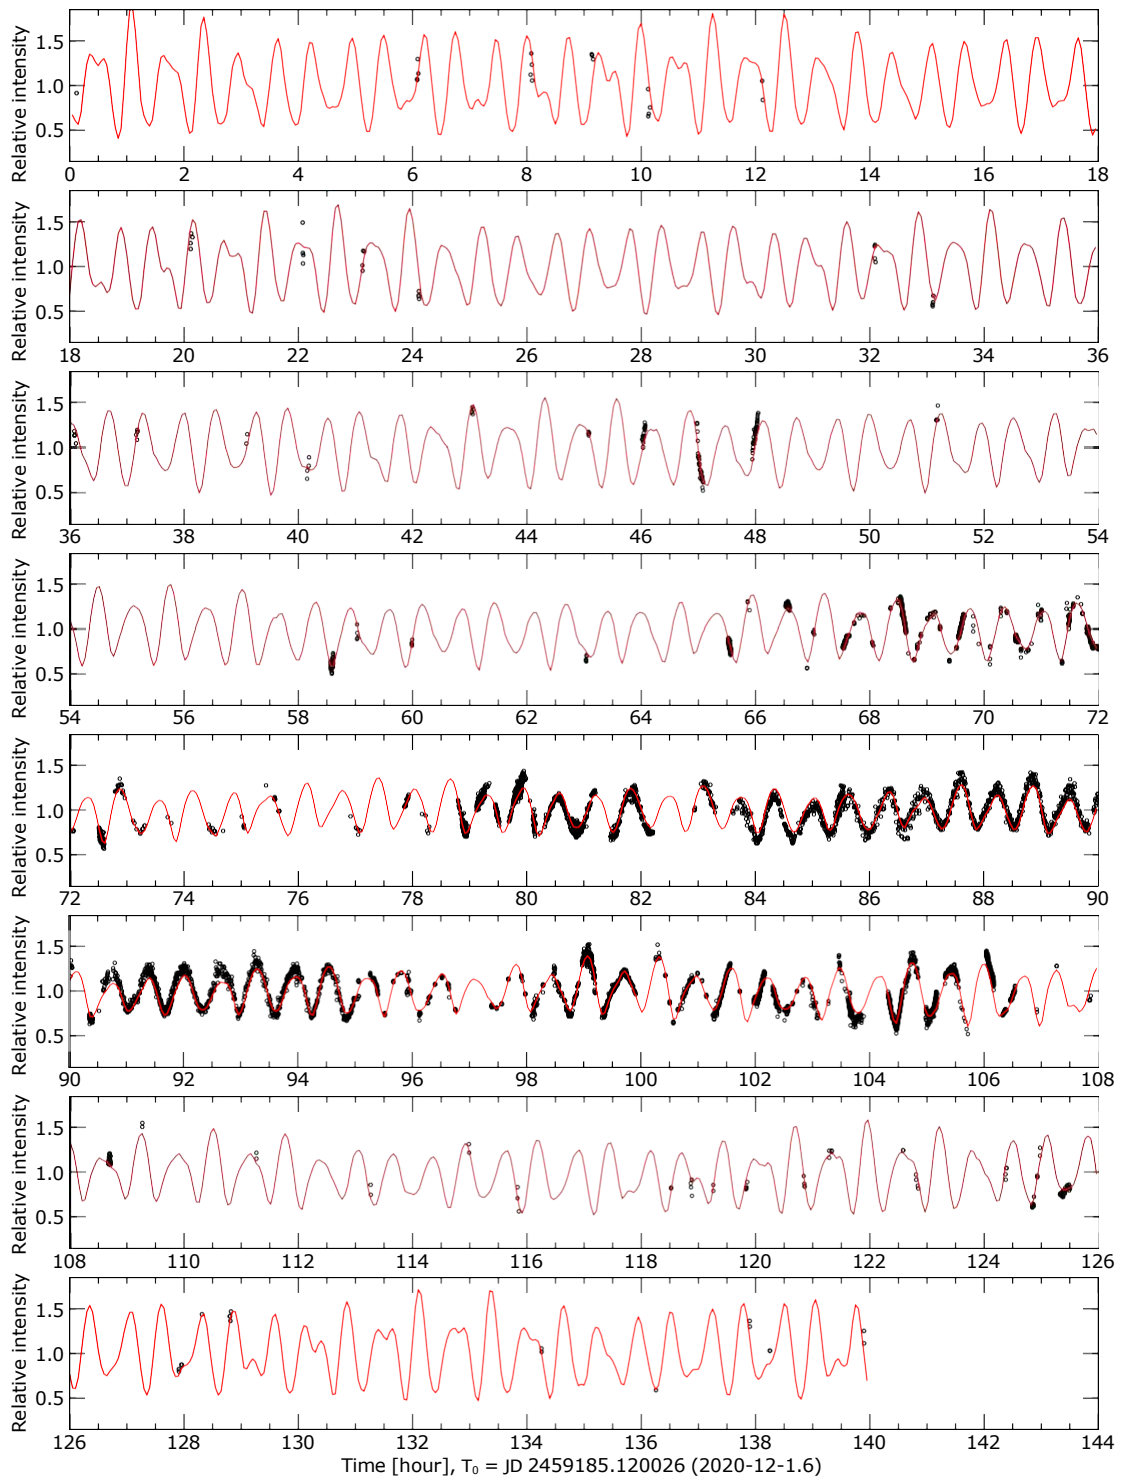 Relative intensity
1.5
1.0
0.5
0 2 4 6 8 10 12 14 16 18
Relative intensity
1.5
1.0
0.5
18 20 22 24 26 28 30 32 34 36
Relative intensity
1.5
1.0
0.5
36 38 40 42 44 46 48 50 52 54
Relative intensity
1.5
1.0
0.5
54 56 58 60 62 64 66 68 70 72
Relative intensity
1.5
1.0
0.5
72 74 76 78 80 82 84 86 88 90
Relative intensity
1.5
1.0
0.5
90 92 94 96 98 100 102 104 106 108
Relative intensity
1.5
1.0
0.5
108 110 112 114 116 118 120 122 124 126
Relative intensity
1.5
1.0
0.5
126 128 130 132 134 136 138 140 142 144
Time [hour], T₀ = JD 2459185.120026 (2020-12-1.6)